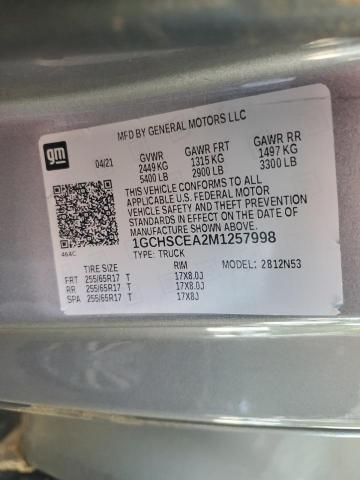 MFD BY GENERAL MOTORS LLC
gm
04/21 GVWR GAWR FRT GAWR RR
2449 KG 1315 KG 1497 KG
5400 LB 2900 LB 3300 LB
THIS VEHICLE CONFORMS TO ALL
APPLICABLE U.S. FEDERAL MOTOR
VEHICLE SAFETY AND THEFT PREVENTION
STANDARDS IN EFFECT ON THE DATE OF
MANUFACTURE SHOWN ABOVE.
464C 1GCHSCEA2M1257998
TYPE: TRUCK
TIRE SIZE RIM MODEL: 2812N53
FRT 255/65R17 T 17X8.0J
RR 255/65R17 T 17X8.0J
SPA 255/65R17 T 17X8J